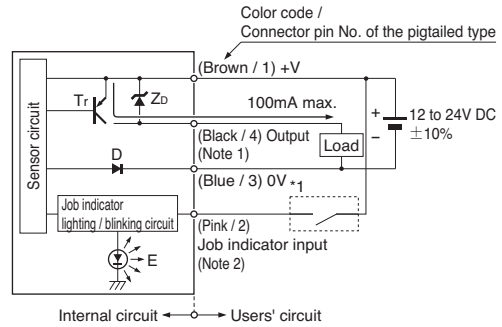 Color code /
Connector pin No. of the pigtailed type
(Brown / 1) +V
Tr
ZD
100mA max.
+
−
12 to 24V DC
±10%
Sensor circuit
(Black / 4) Output
(Note 1)
Load
D
(Blue / 3) 0V *1
Job indicator
lighting / blinking circuit
(Pink / 2)
Job indicator input
(Note 2)
E
Internal circuit
Users' circuit